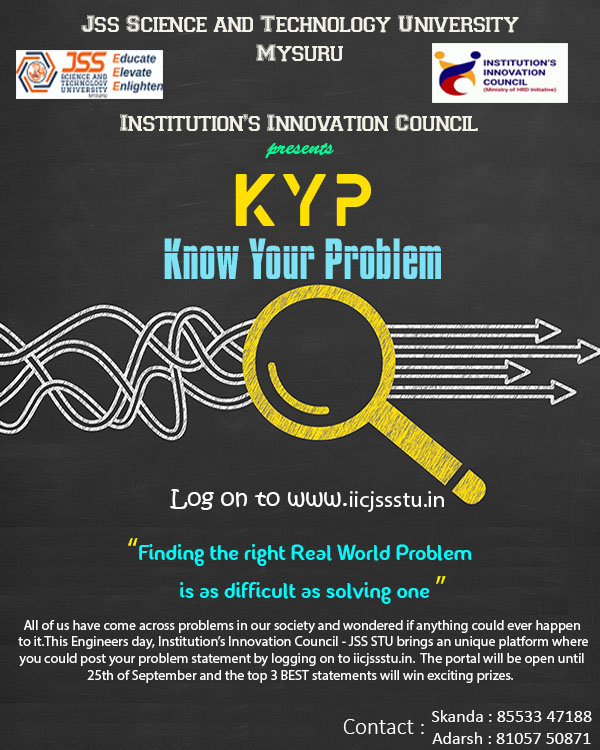 JSS SCIENCE AND TECHNOLOGY UNIVERSITY
MYSURU
JSS
SCIENCE AND
TECHNOLOGY
UNIVERSITY
MYSURU
Educate
Elevate
Enlighten
INSTITUTION'S
INNOVATION
COUNCIL
(Ministry of HRD Initiative)
INSTITUTION'S INNOVATION COUNCIL
presents
KYP
Know Your Problem
Log on to www.iicjssstu.in
“Finding the right Real World Problem
is as difficult as solving one”
All of us have come across problems in our society and wondered if anything could ever happen
to it.This Engineers day, Institution’s Innovation Council - JSS STU brings an unique platform where
you could post your problem statement by logging on to iicjssstu.in. The portal will be open until
25th of September and the top 3 BEST statements will win exciting prizes.
Contact : Skanda : 85533 47188
Adarsh : 81057 50871